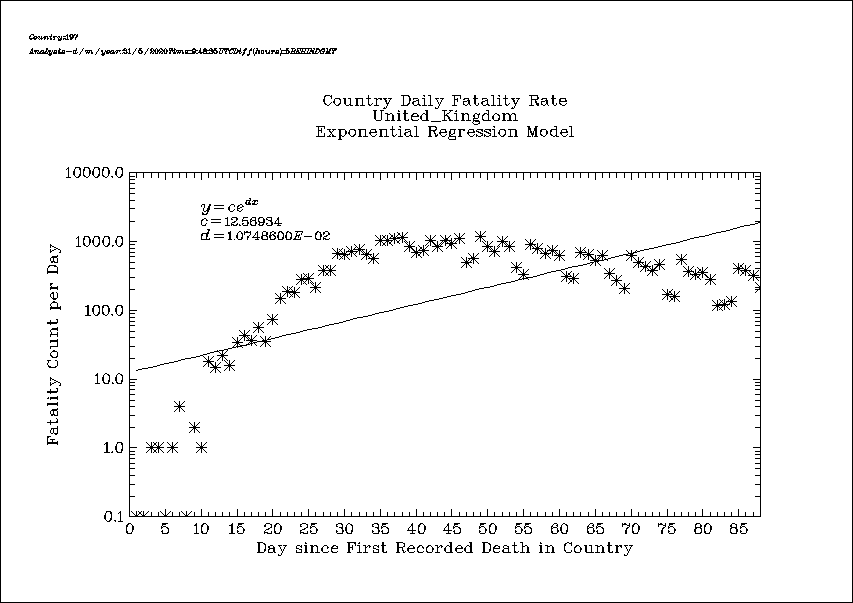 Country:197
Analysis-d/m/year:31/5/2020Time:9:48:35UTCDiff(hours):5BEHINDGMT
Country Daily Fatality Rate
United_Kingdom
Exponential Regression Model
10000.0
1000.0
100.0
10.0
1.0
0.1
Fatality Count per Day
y=ce^dx
c=12.56934
d=1.0748600E-02
0 5 10 15 20 25 30 35 40 45 50 55 60 65 70 75 80 85
Day since First Recorded Death in Country